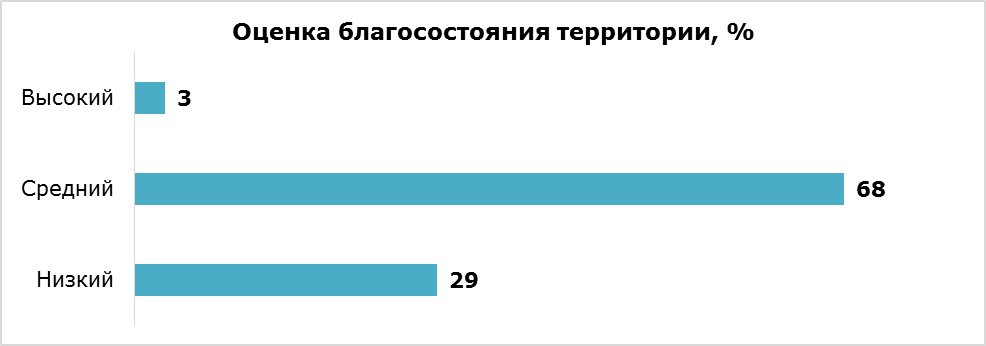 Оценка благосостояния территории, %
Высокий 3
Средний 68
Низкий 29